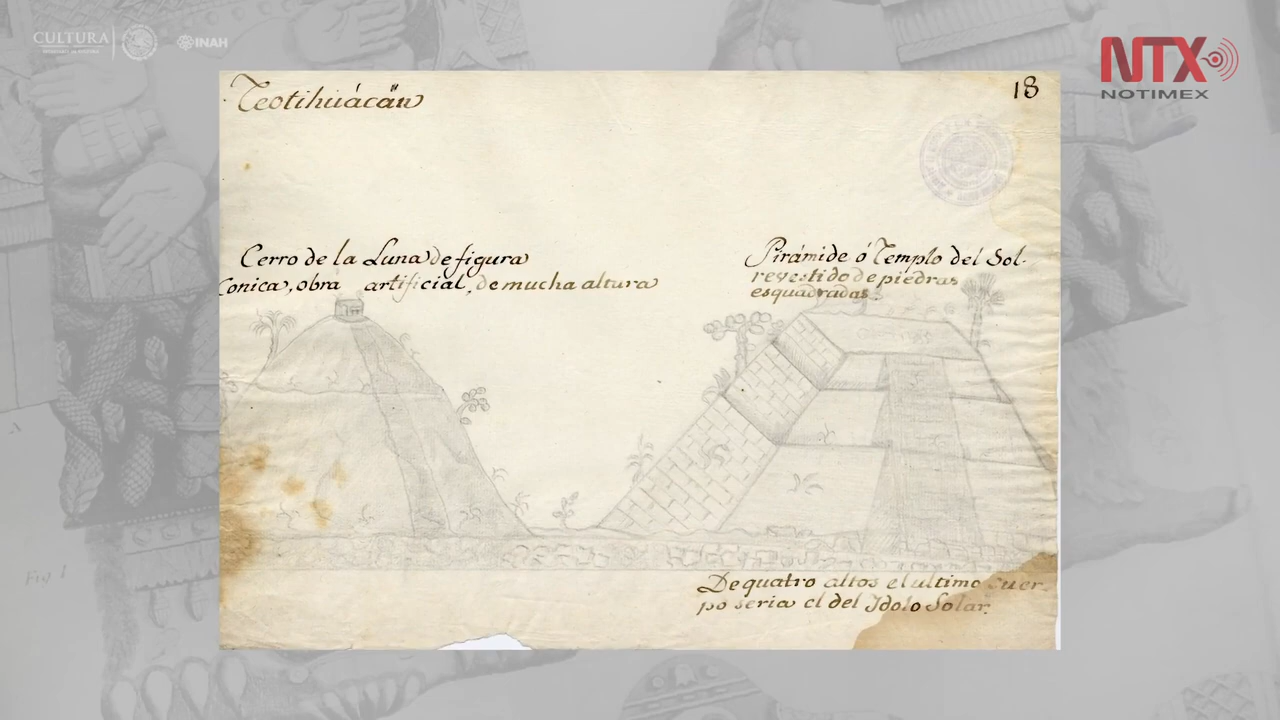 CULTURA
INAH
NTX
NOTIMEX
Teotihuácän
18
Cerro de la Luna de figura
Conica, obra artificial, de mucha altura
Pirámide ó Templo del Sol.
revestido de piedras
esquadradas.
De quatro altos el ultimo cuer-
po seria el del Idolo Solar.
Fig 1
A